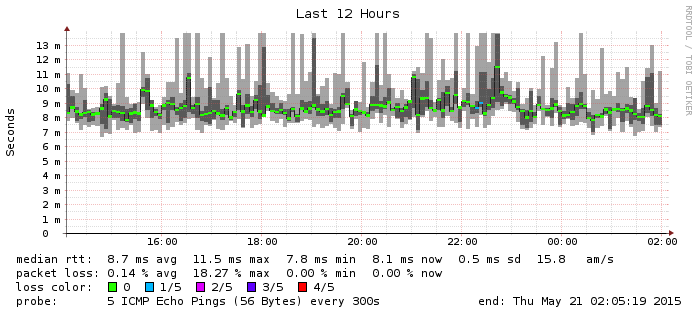 Last 12 Hours
RRDTOOL / TOBI OETIKER
Seconds
13 m
12 m
11 m
10 m
9 m
8 m
7 m
6 m
5 m
4 m
3 m
2 m
1 m
0
16:00 18:00 20:00 22:00 00:00 02:00
median rtt: 8.7 ms avg 11.5 ms max 7.8 ms min 8.1 ms now 0.5 ms sd 15.8 am/s
packet loss: 0.14 % avg 18.27 % max 0.00 % min 0.00 % now
loss color: 0 1/5 2/5 3/5 4/5
probe: 5 ICMP Echo Pings (56 Bytes) every 300s end: Thu May 21 02:05:19 2015